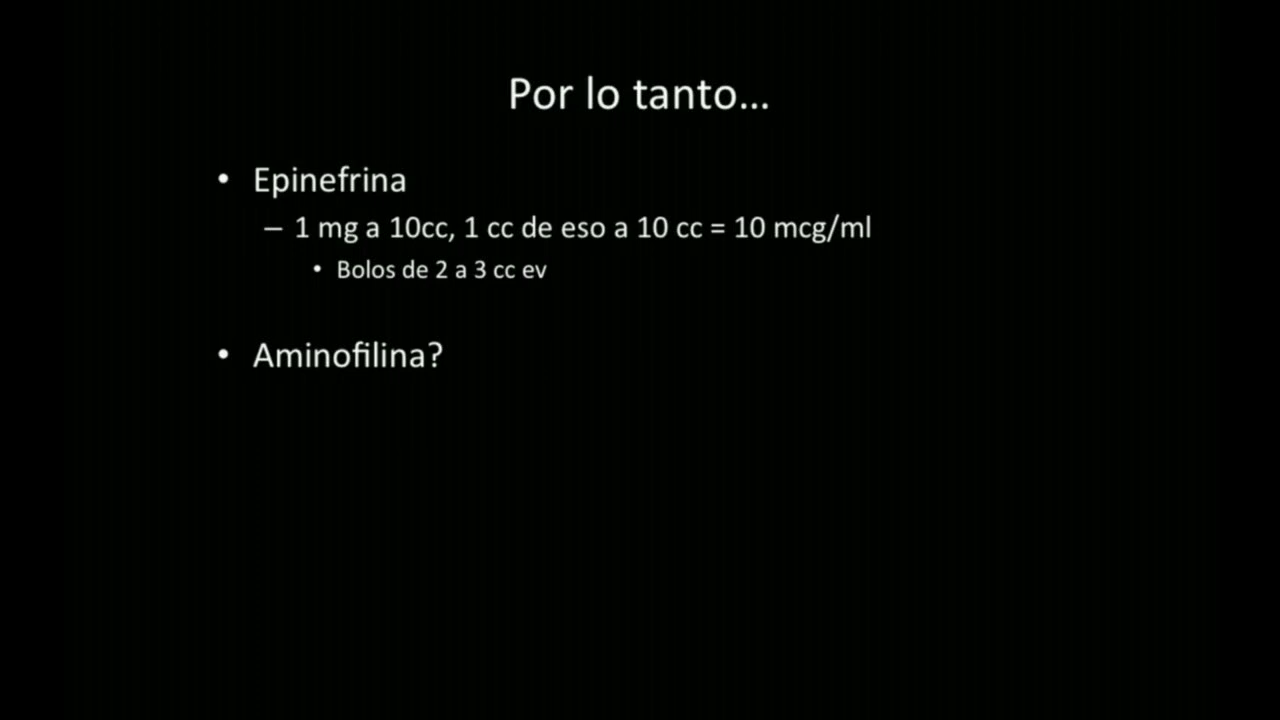 Por lo tanto...
• Epinefrina
– 1 mg a 10cc, 1 cc de eso a 10 cc = 10 mcg/ml
• Bolos de 2 a 3 cc ev
• Aminofilina?